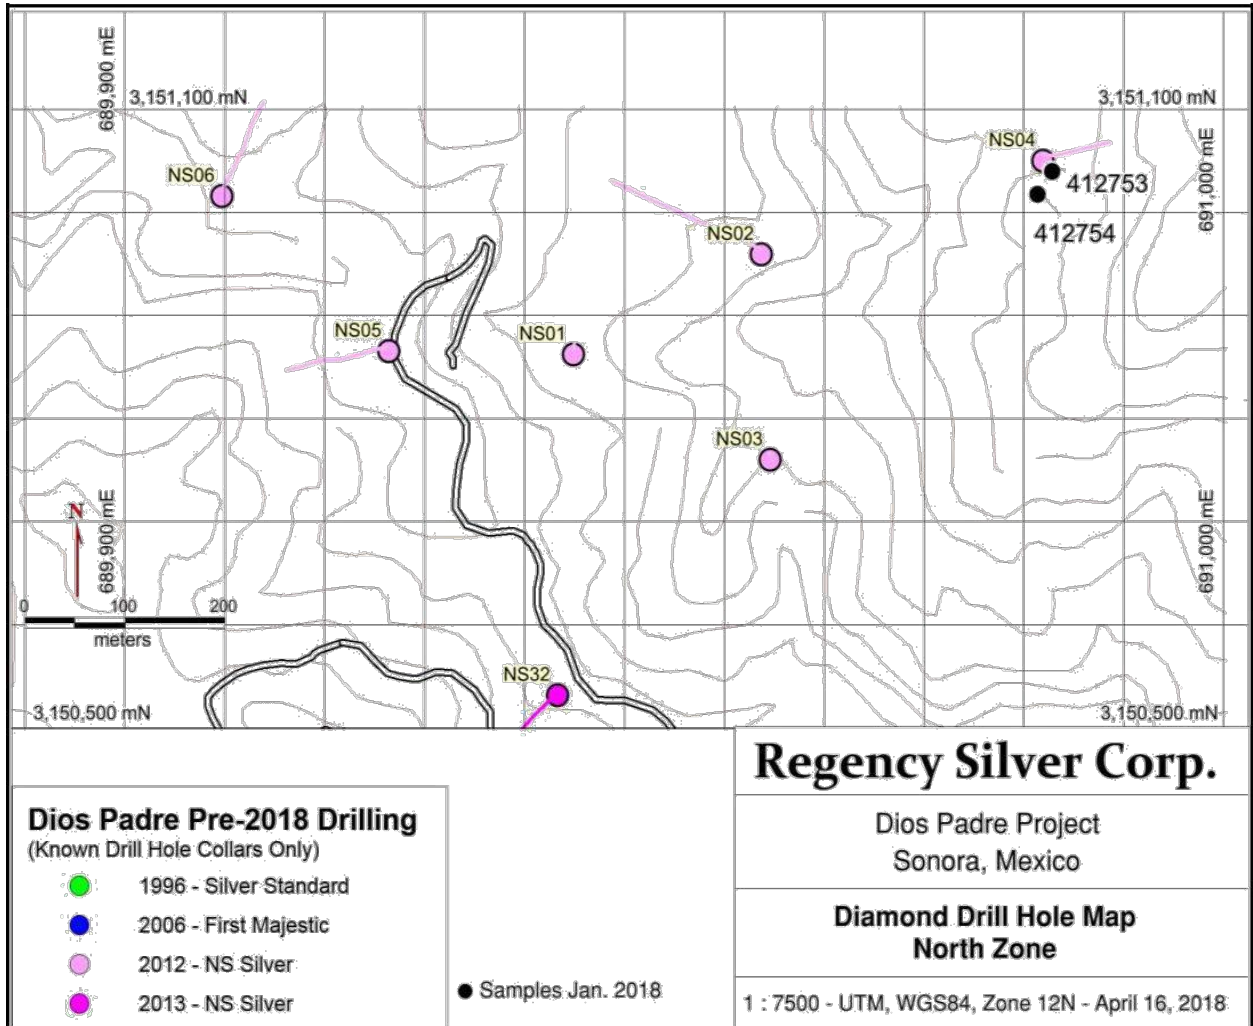 689,900 mE
3,151,100 mN
3,151,100 mN
691,000 mE
NS04
NS06
412753
412754
NS02
NS05
NS01
NS03
N
689,900 mE
691,000 mE
0 100 200
meters
NS32
3,150,500 mN
3,150,500 mN
Regency Silver Corp.
Dios Padre Project
Sonora, Mexico
Diamond Drill Hole Map
North Zone
1 : 7500 - UTM, WGS84, Zone 12N - April 16, 2018
Dios Padre Pre-2018 Drilling
(Known Drill Hole Collars Only)
1996 - Silver Standard
2006 - First Majestic
2012 - NS Silver
2013 - NS Silver
Samples Jan. 2018